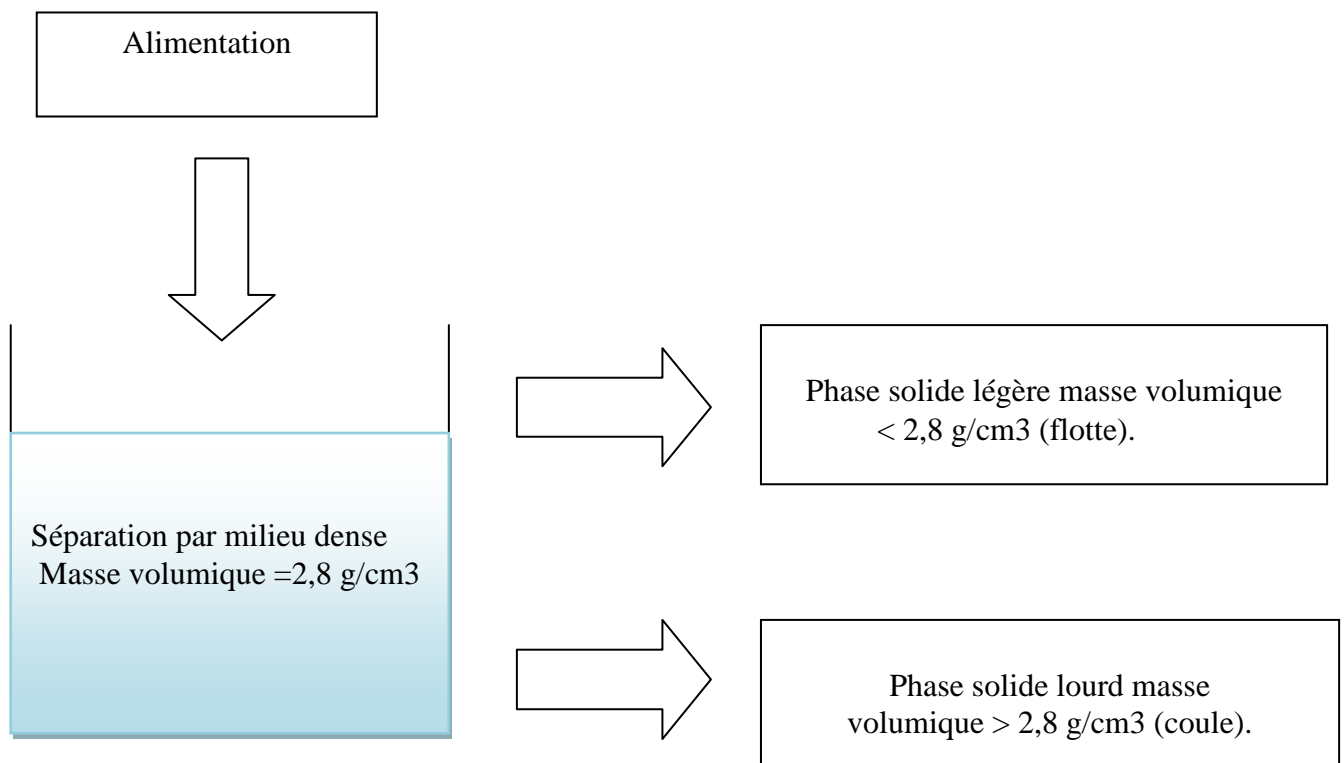 Alimentation
Séparation par milieu dense
Masse volumique =2,8 g/cm3
Phase solide légère masse volumique
< 2,8 g/cm3 (flotte).
Phase solide lourd masse
volumique > 2,8 g/cm3 (coule).